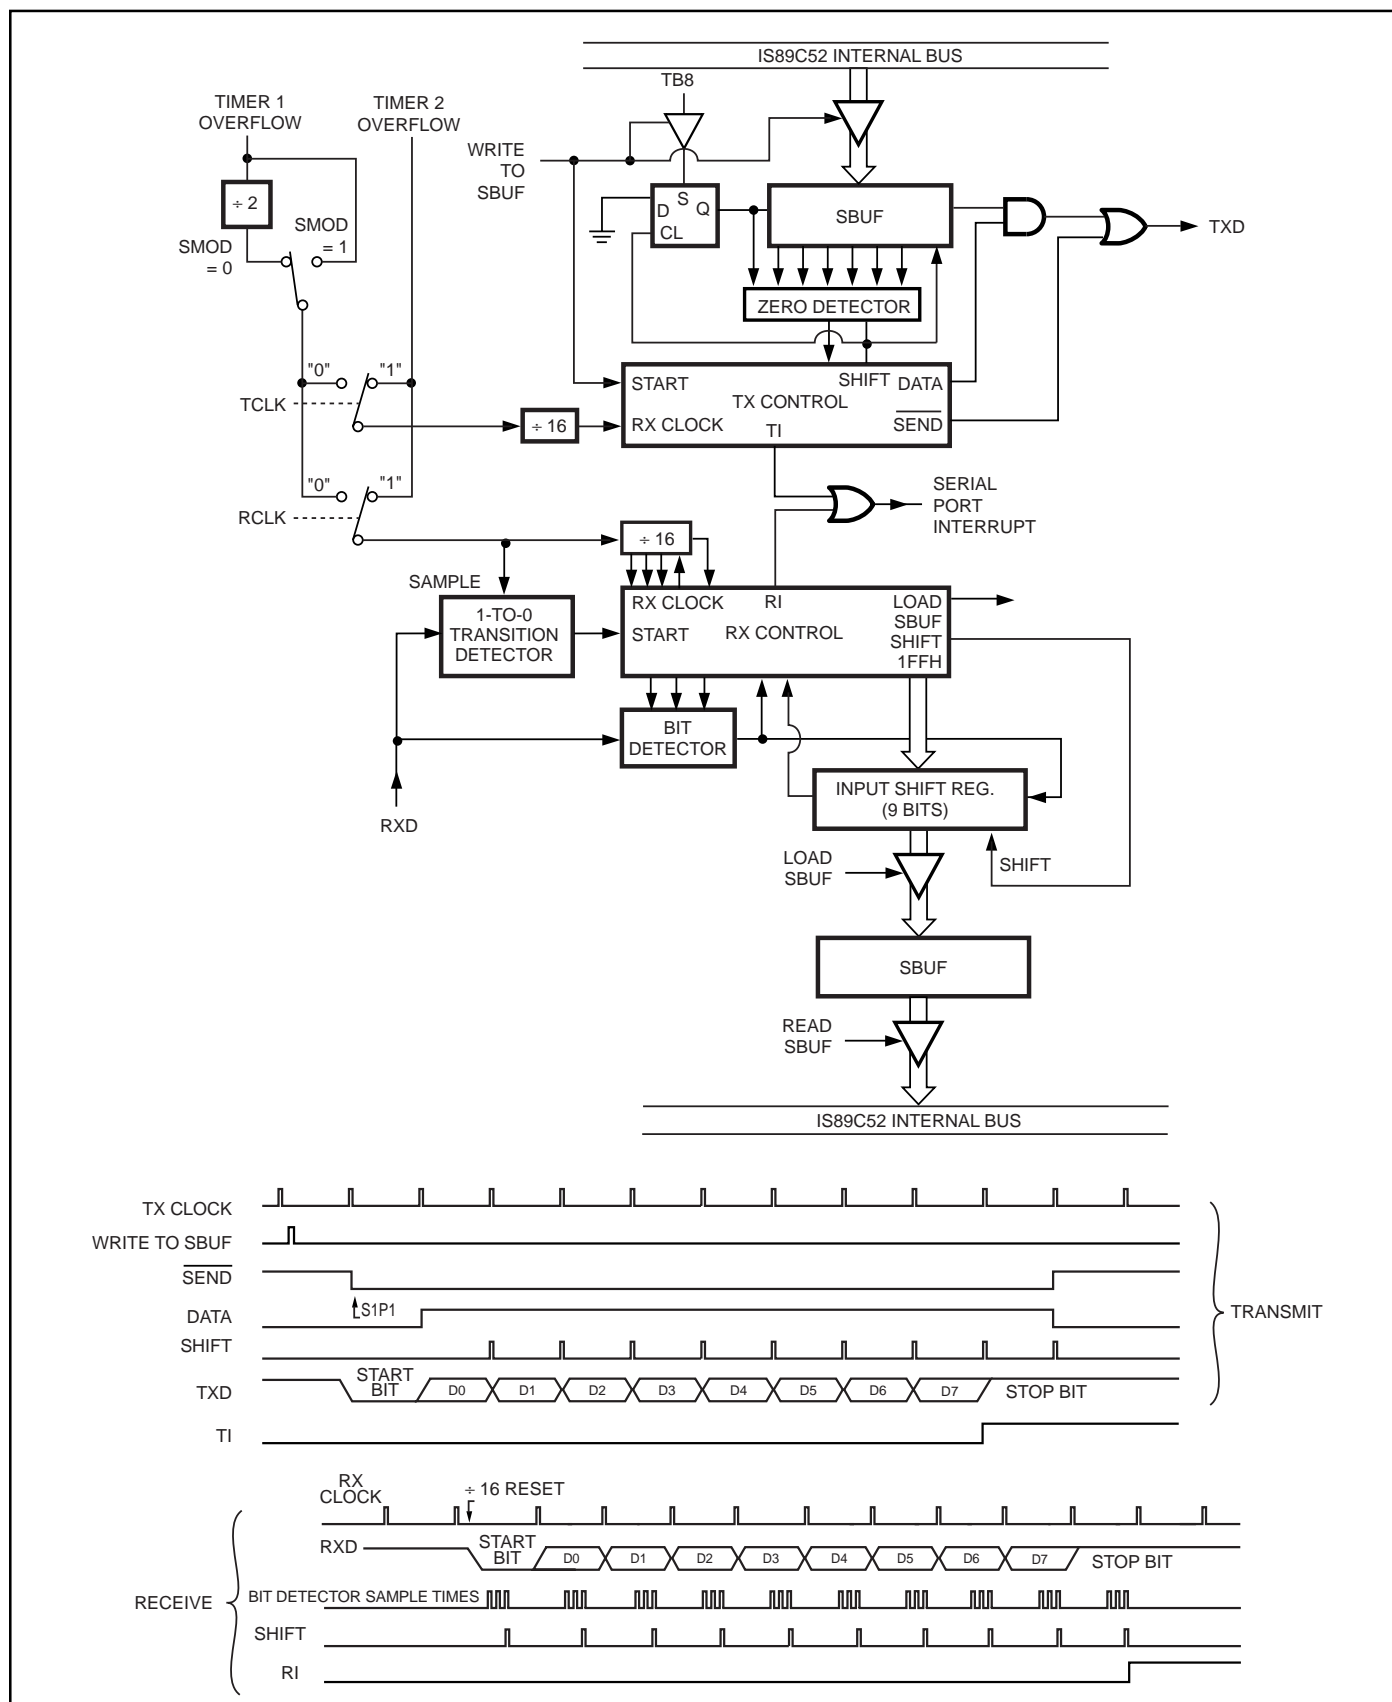 IS89C52 INTERNAL BUS
TB8
TIMER 1
OVERFLOW
TIMER 2
OVERFLOW
WRITE
TO
SBUF
÷ 2
SMOD
= 1
SMOD
= 0
S
D
Q
CL
SBUF
TXD
ZERO DETECTOR
"0"
"1"
TCLK
START
SHIFT
DATA
TX CONTROL
RX CLOCK
SEND
TI
÷ 16
"0"
"1"
RCLK
SERIAL
PORT
INTERRUPT
÷ 16
SAMPLE
1-TO-0
TRANSITION
DETECTOR
RX CLOCK
RI
LOAD
SBUF
START
RX CONTROL
SHIFT
1FFH
BIT
DETECTOR
INPUT SHIFT REG.
(9 BITS)
RXD
LOAD
SBUF
SHIFT
SBUF
READ
SBUF
IS89C52 INTERNAL BUS
TX CLOCK
WRITE TO SBUF
SEND
S1P1
DATA
TRANSMIT
SHIFT
TXD
START
BIT
D0
D1
D2
D3
D4
D5
D6
D7
STOP BIT
TI
RX
CLOCK
÷ 16 RESET
RXD
START
BIT
D0
D1
D2
D3
D4
D5
D6
D7
STOP BIT
RECEIVE
BIT DETECTOR SAMPLE TIMES
SHIFT
RI